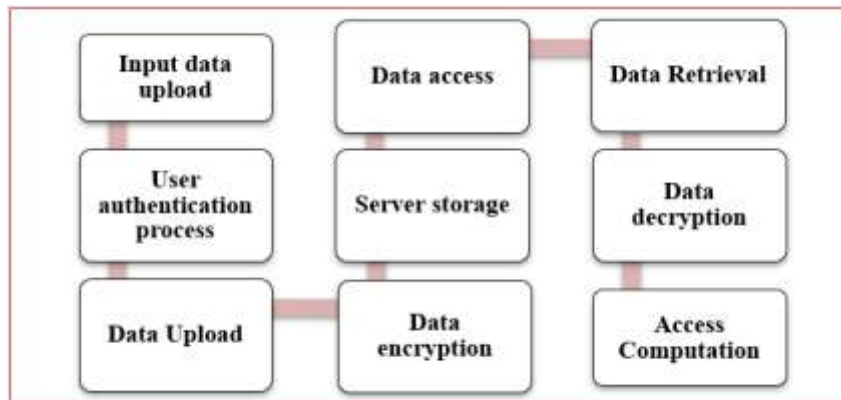 Input data
upload
User
authentication
process
Data Upload
Data
encryption
Server storage
Data access
Data Retrieval
Data
decryption
Access
Computation